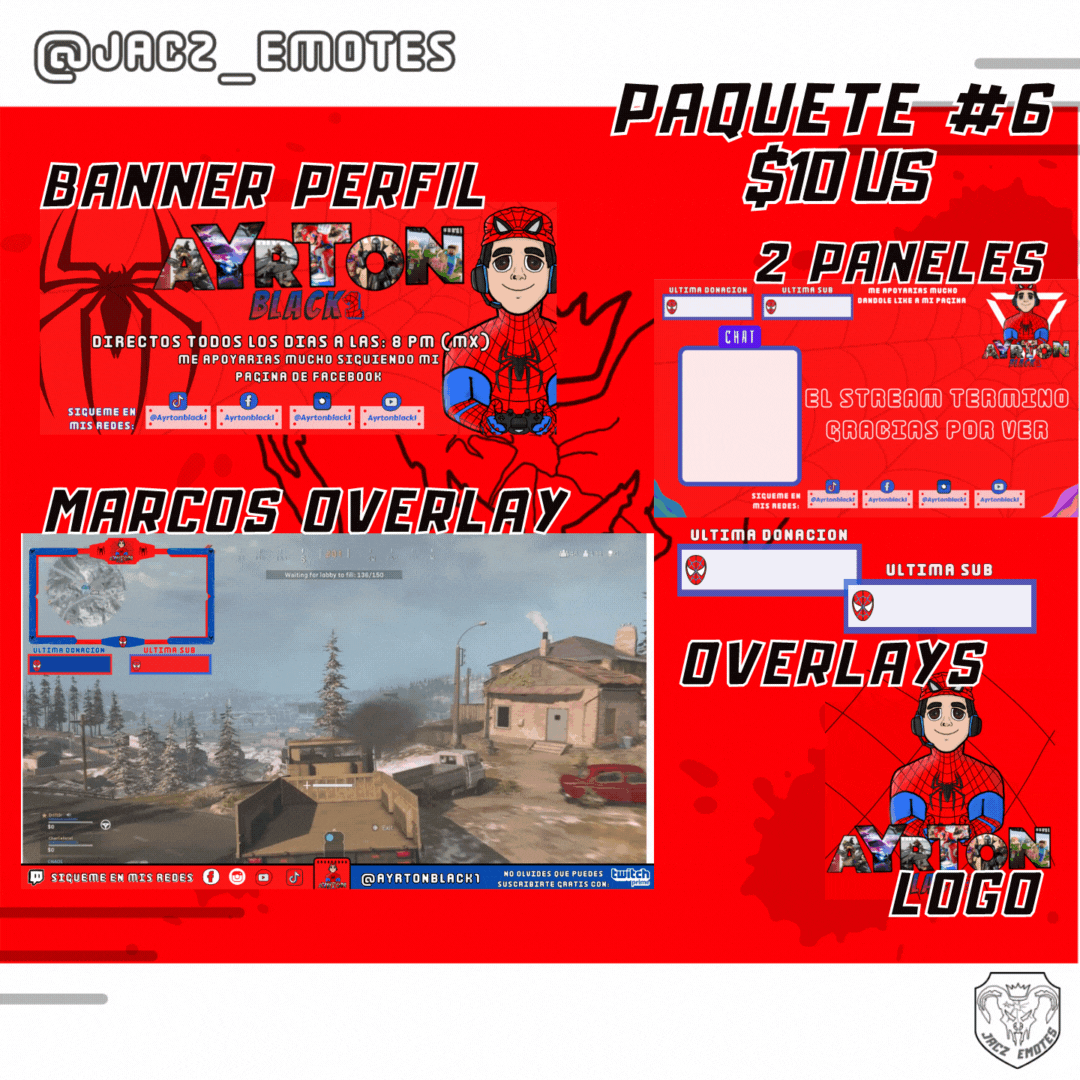 @JACZ_EMOTES
PAQUETE #6
$10 US
BANNER PERFIL
AYRTON
BLACK1
DIRECTOS TODOS LOS DIAS A LAS: 8 PM (MX)
ME APOYARIAS MUCHO SIGUIENDO MI
PAGINA DE FACEBOOK
SIGUEME EN
MIS REDES:
@Ayrtonblack1
Ayrtonblack1
@Ayrtonblack1
Ayrtonblack1
2 PANELES
ULTIMA DONACION
ULTIMA SUB
ME APOYARIAS MUCHO
DANDOLE LIKE A MI PAGINA
CHAT
AYRTON
EL STREAM TERMINO
GRACIAS POR VER
SIGUEME EN
MIS REDES:
@Ayrtonblack1
Ayrtonblack1
@Ayrtonblack1
Ayrtonblack1
MARCOS OVERLAY
Waiting for lobby to fill: 136/150
ULTIMA DONACION
ULTIMA SUB
SIGUEME EN MIS REDES
@AYRTONBLACK1
NO OLVIDES QUE PUEDES
SUSCRIBIRTE GRATIS CON:
twitch
prime
ULTIMA DONACION
ULTIMA SUB
OVERLAYS
AYRTON
LOGO
JACZ EMOTES